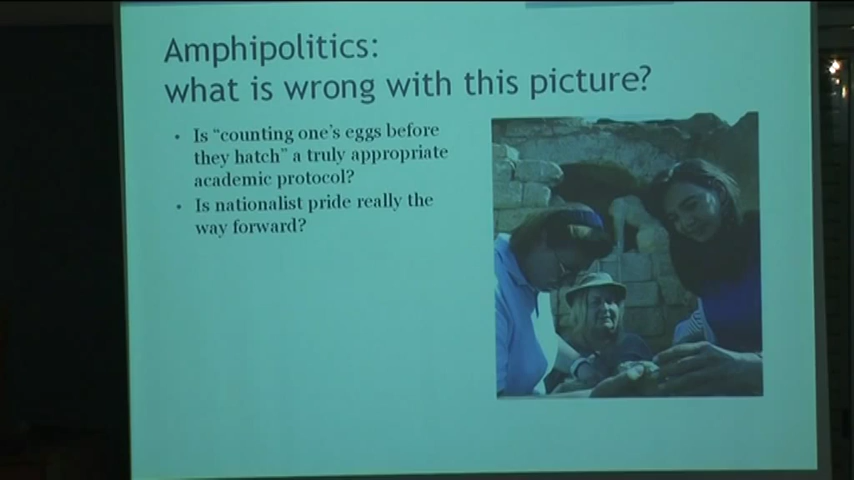 Amphipolitics:
what is wrong with this picture?
• Is “counting one’s eggs before
they hatch” a truly appropriate
academic protocol?
• Is nationalist pride really the
way forward?